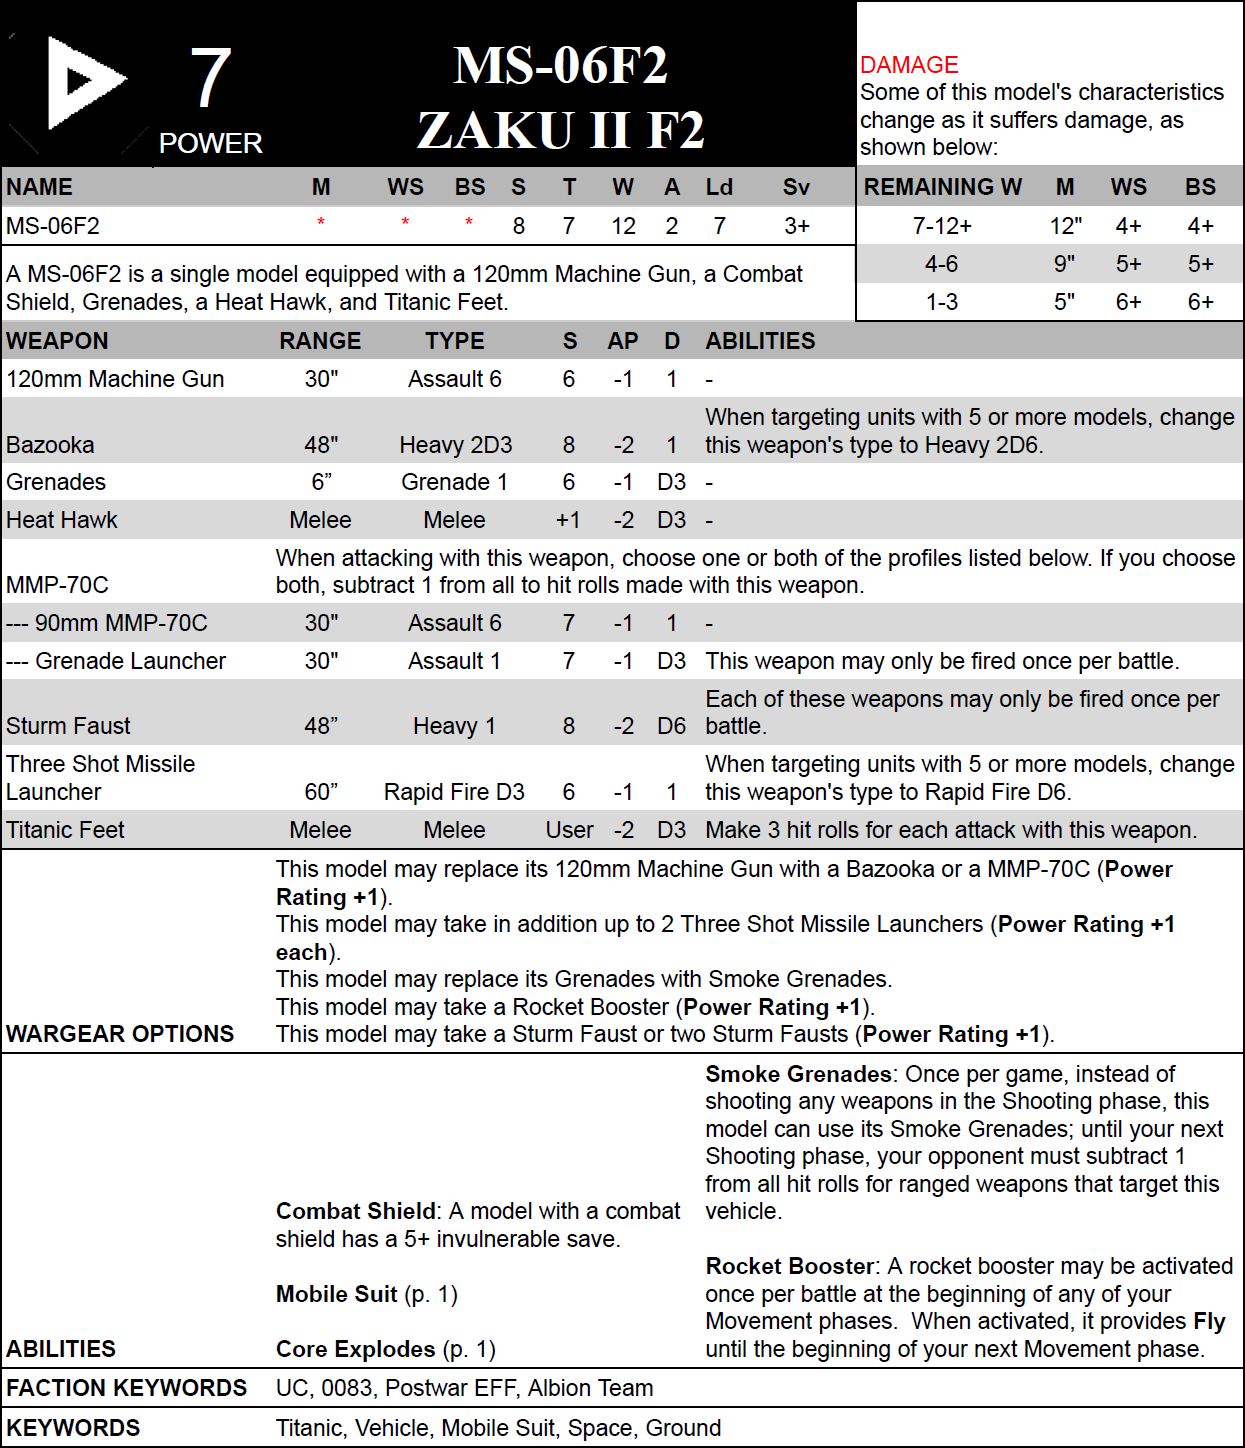 7
POWER
MS-06F2
ZAKU II F2
DAMAGE
Some of this model's characteristics
change as it suffers damage, as
shown below:
NAME M WS BS S T W A Ld Sv
MS-06F2 * * * 8 7 12 2 7 3+
REMAINING W M WS BS
7-12+ 12" 4+ 4+
4-6 9" 5+ 5+
1-3 5" 6+ 6+
A MS-06F2 is a single model equipped with a 120mm Machine Gun, a Combat
Shield, Grenades, a Heat Hawk, and Titanic Feet.
WEAPON RANGE TYPE S AP D ABILITIES
120mm Machine Gun 30" Assault 6 6 -1 1 -
When targeting units with 5 or more models, change
Bazooka 48" Heavy 2D3 8 -2 1 this weapon's type to Heavy 2D6.
Grenades 6” Grenade 1 6 -1 D3 -
Heat Hawk Melee Melee +1 -2 D3 -
When attacking with this weapon, choose one or both of the profiles listed below. If you choose
MMP-70C both, subtract 1 from all to hit rolls made with this weapon.
--- 90mm MMP-70C 30" Assault 6 7 -1 1 -
--- Grenade Launcher 30" Assault 1 7 -1 D3 This weapon may only be fired once per battle.
Each of these weapons may only be fired once per
Sturm Faust 48” Heavy 1 8 -2 D6 battle.
Three Shot Missile When targeting units with 5 or more models, change
Launcher 60” Rapid Fire D3 6 -1 1 this weapon's type to Rapid Fire D6.
Titanic Feet Melee Melee User -2 D3 Make 3 hit rolls for each attack with this weapon.
This model may replace its 120mm Machine Gun with a Bazooka or a MMP-70C (Power
Rating +1).
This model may take in addition up to 2 Three Shot Missile Launchers (Power Rating +1
each).
This model may replace its Grenades with Smoke Grenades.
This model may take a Rocket Booster (Power Rating +1).
WARGEAR OPTIONS This model may take a Sturm Faust or two Sturm Fausts (Power Rating +1).
Combat Shield: A model with a combat
shield has a 5+ invulnerable save.
Mobile Suit (p. 1)
ABILITIES Core Explodes (p. 1)
Smoke Grenades: Once per game, instead of
shooting any weapons in the Shooting phase, this
model can use its Smoke Grenades; until your next
Shooting phase, your opponent must subtract 1
from all hit rolls for ranged weapons that target this
vehicle.
Rocket Booster: A rocket booster may be activated
once per battle at the beginning of any of your
Movement phases.  When activated, it provides Fly
until the beginning of your next Movement phase.
FACTION KEYWORDS UC, 0083, Postwar EFF, Albion Team
KEYWORDS Titanic, Vehicle, Mobile Suit, Space, Ground